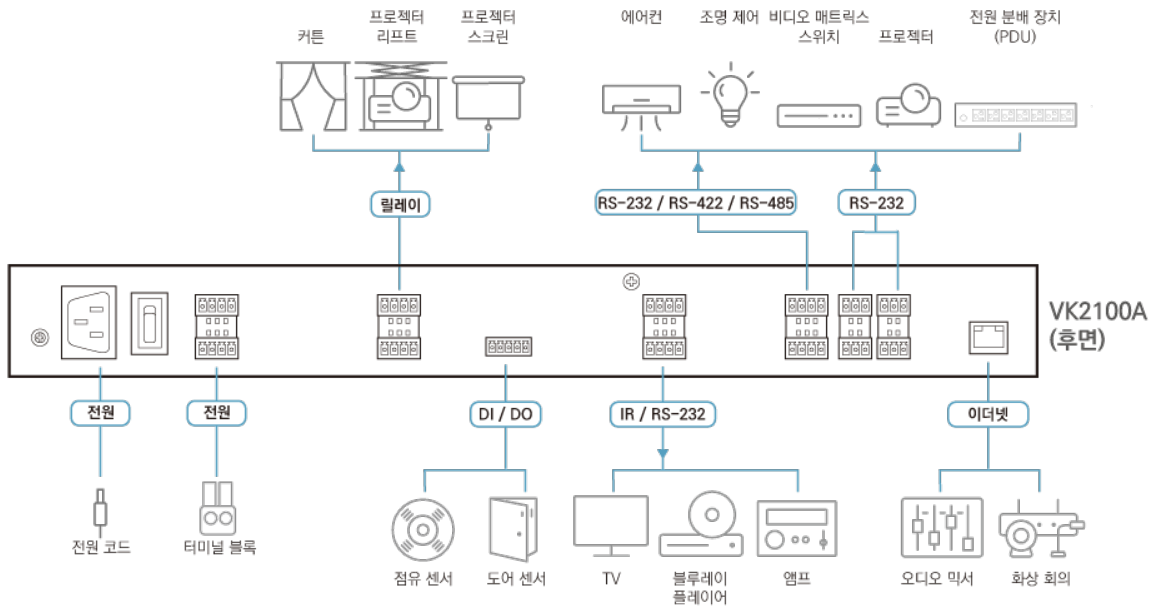 커튼
프로젝터
리프트
프로젝터
스크린
에어컨
조명 제어
비디오 매트릭스
스위치
프로젝터
전원 분배 장치
(PDU)
릴레이
RS-232 / RS-422 / RS-485
RS-232
VK2100A
(후면)
전원
전원
DI / DO
IR / RS-232
이더넷
전원 코드
터미널 블록
점유 센서
도어 센서
TV
블루레이
플레이어
앰프
오디오 믹서
화상 회의